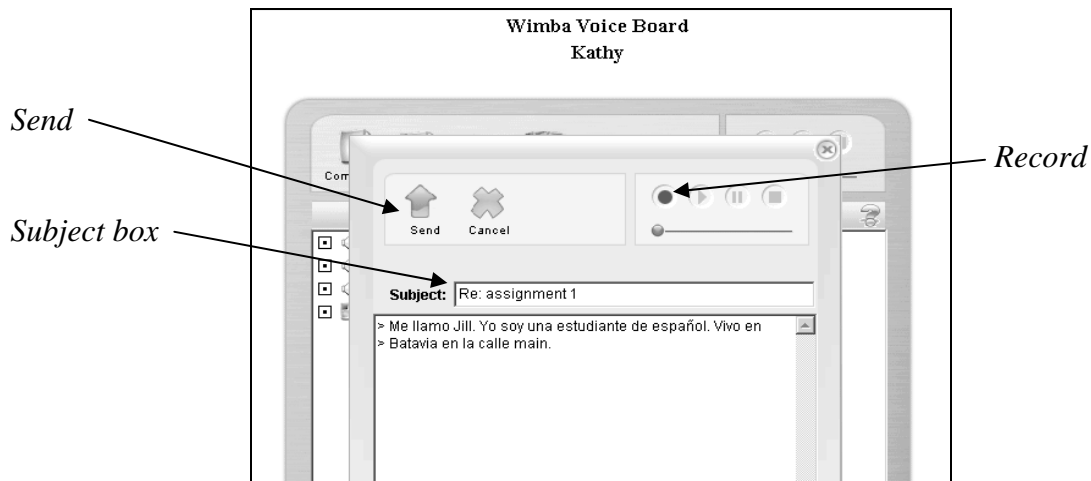 Wimba Voice Board
Kathy
Send
Record
Com
Send Cancel
Subject box
Subject: Re: assignment 1
> Me llamo Jill. Yo soy una estudiante de español. Vivo en
> Batavia en la calle main.